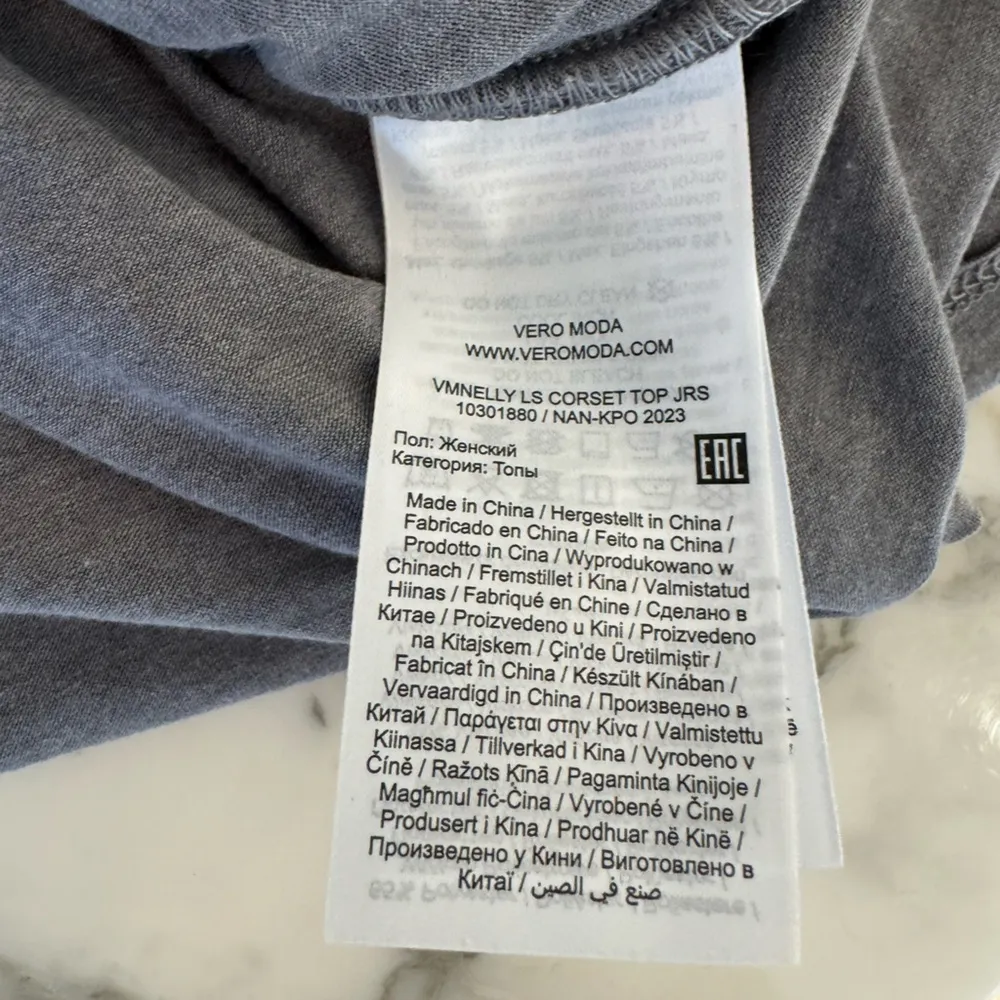 VERO MODA
WWW.VEROMODA.COM
VMNELLY LS CORSET TOP JRS
10301880 / NAN-KPO 2023
Пол: Женский
Категория: Топы
EAC
Made in China / Hergestellt in China /
Fabricado en China / Feito na China /
Prodotto in Cina / Wyprodukowano w
Chinach / Fremstillet i Kina / Valmistatud
Hiinas / Fabriqué en Chine / Сделано в
Китае / Proizvedeno u Kini / Proizvedeno
na Kitajskem / Çin'de Üretilmiştir /
Fabricat în China / Készült Kínában /
Vervaardigd in China / Произведено в
Китай / Παράγεται στην Κίνα / Valmistettu
Kiinassa / Tillverkad i Kina / Vyrobeno v
Číně / Ražots Ķīnā / Pagaminta Kinijoje /
Magħmul fiċ-Ċina / Vyrobené v Číne /
Produsert i Kina / Prodhuar në Kinë /
Произведено у Кини / Виготовлено в
Китаї / صنع في الصين